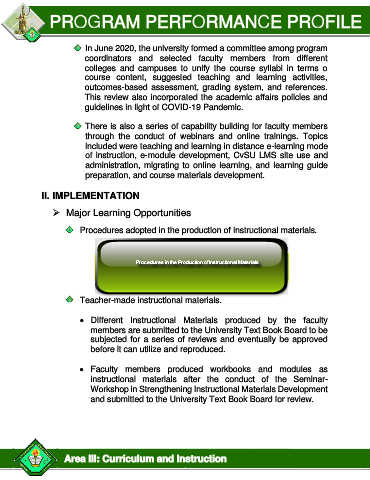 PROGRAM PERFORMANCE PROFILE
In June 2020, the university formed a committee among program
coordinators and selected faculty members from different
colleges and campuses to unify the course syllabi in terms o
course content, suggested teaching and learning activities,
outcomes-based assessment, grading system, and references.
This review also incorporated the academic affairs policies and
guidelines in light of COVID-19 Pandemic.
There is also a series of capability building for faculty members
through the conduct of webinars and online trainings. Topics
included were teaching and learning in distance e-learning mode
of instruction, e-module development, CvSU LMS site use and
administration, migrating to online learning, and learning guide
preparation, and course materials development.
II. IMPLEMENTATION
➢ Major Learning Opportunities
Procedures adopted in the production of instructional materials.
Procedures in the Production of Instructional Materials
Teacher-made instructional materials.
• Different Instructional Materials produced by the faculty
members are submitted to the University Text Book Board to be
subjected for a series of reviews and eventually be approved
before it can utilize and reproduced.
• Faculty members produced workbooks and modules as
instructional materials after the conduct of the Seminar-
Workshop in Strengthening Instructional Materials Development
and submitted to the University Text Book Board for review.
Area III: Curriculum and Instruction